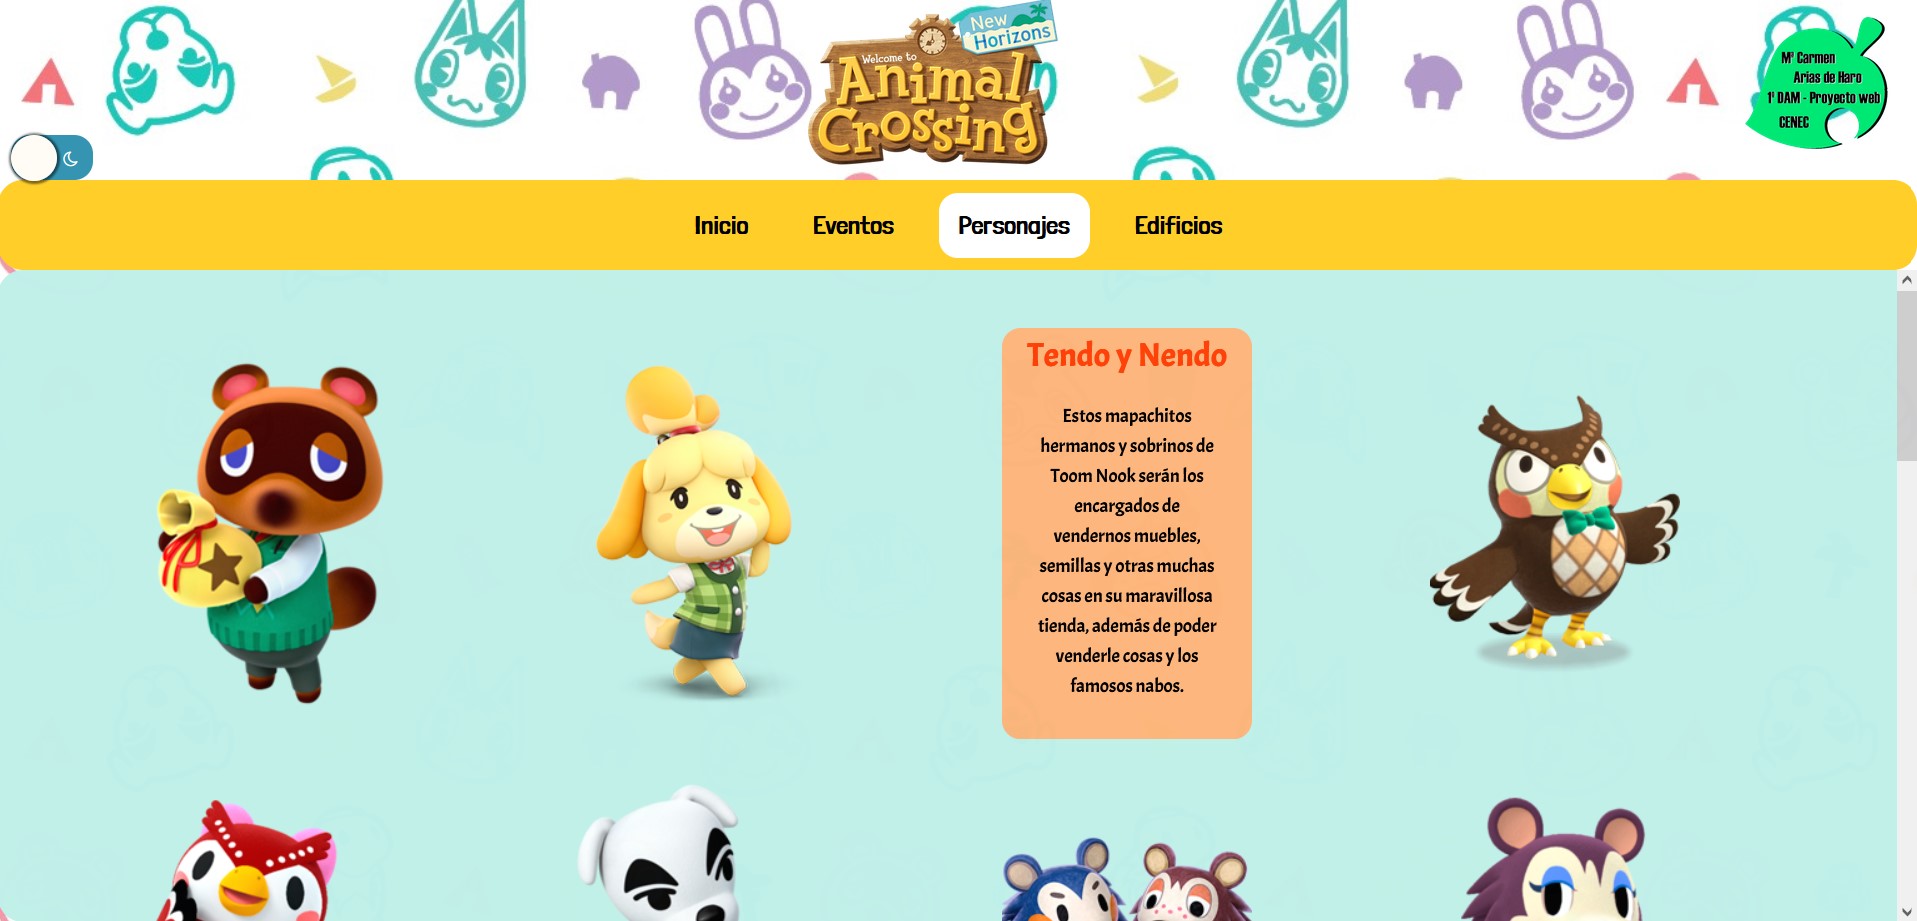 New
Horizons
Welcome to
Animal
Crossing
Mª Carmen
Arias de Haro
1º DAM - Proyecto web
CENEC
Inicio
Eventos
Personajes
Edificios
Tendo y Nendo
Estos mapachitos
hermanos y sobrinos de
Toom Nook serán los
encargados de
vendernos muebles,
semillas y otras muchas
cosas en su maravillosa
tienda, además de poder
venderle cosas y los
famosos nabos.